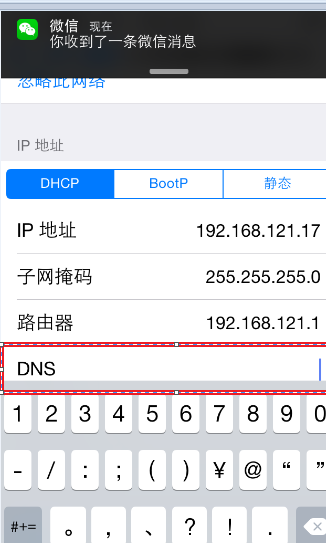 微信 现在
你收到了一条微信消息
忽略此网络
IP 地址
DHCP BootP 静态
IP 地址 192.168.121.17
子网掩码 255.255.255.0
路由器 192.168.121.1
DNS
1 2 3 4 5 6 7 8 9 0
- / : ; ( ) ¥ @ “ ”
#+= 。 ， 、 ? ! .